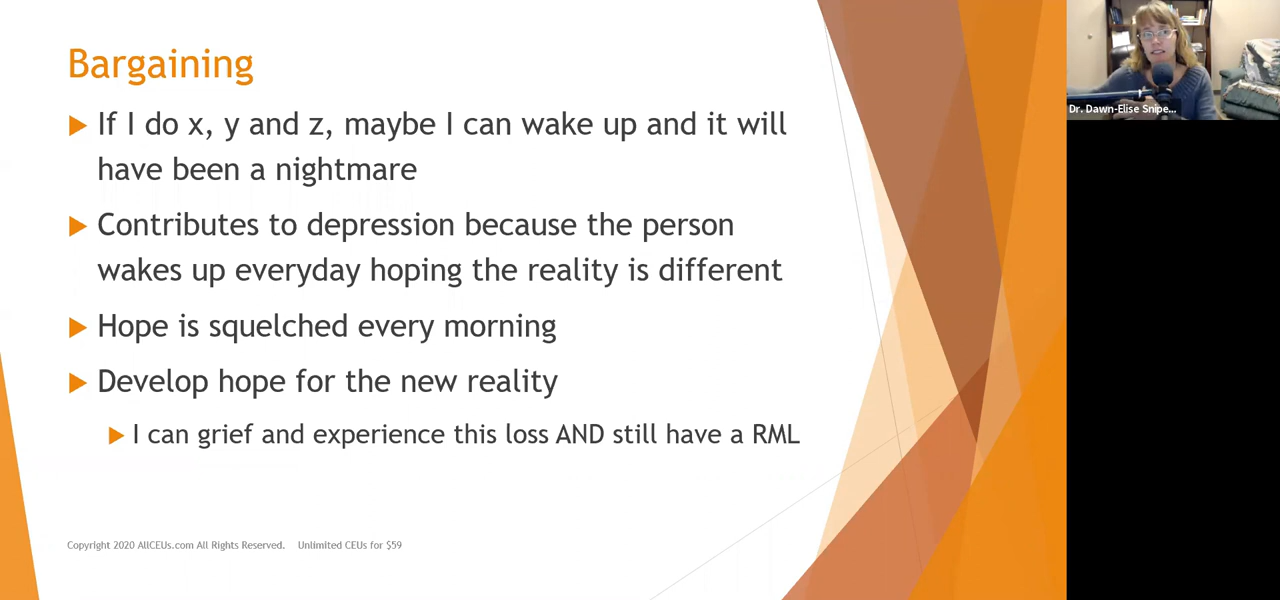 Bargaining
If I do x, y and z, maybe I can wake up and it will
have been a nightmare
Contributes to depression because the person
wakes up everyday hoping the reality is different
Hope is squelched every morning
Develop hope for the new reality
I can grief and experience this loss AND still have a RML
Copyright 2020 AllCEUs.com All Rights Reserved. Unlimited CEUs for $59
Dr. Dawn-Elise Snipe...